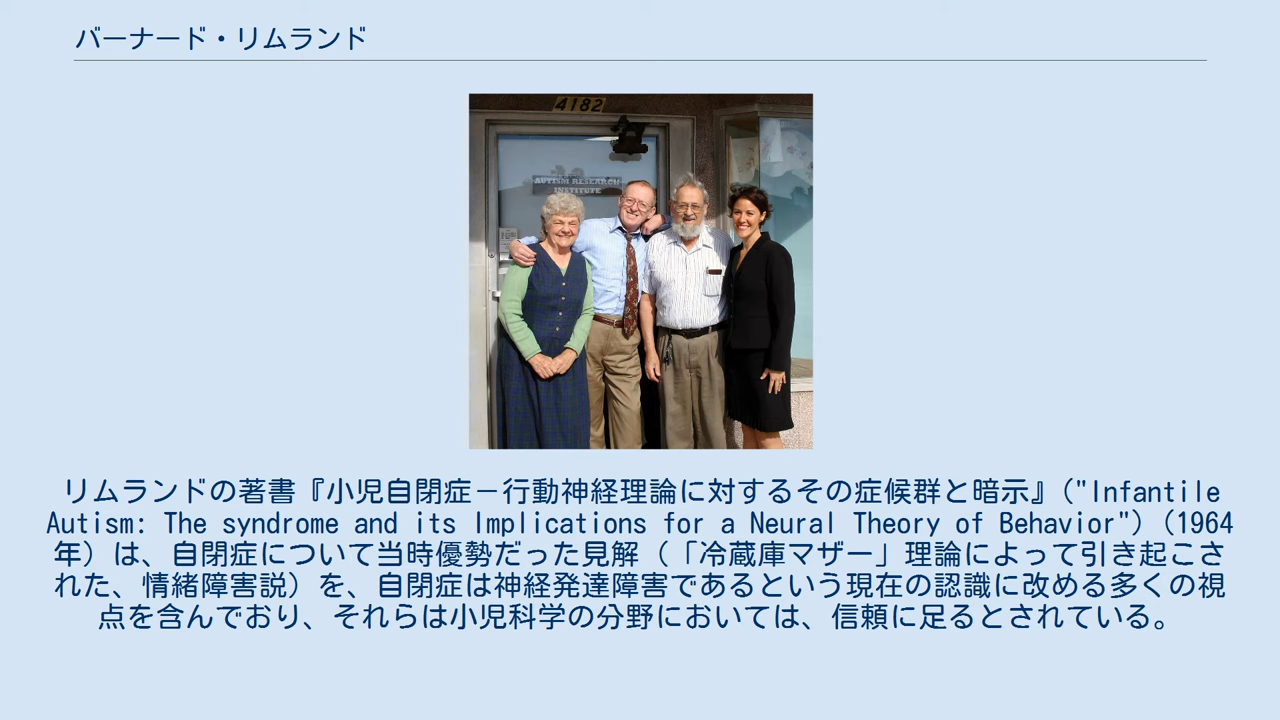 バーナード・リムランド
4182
AUTISM RESEARCH
INSTITUTE
リムランドの著書『小児自閉症－行動神経理論に対するその症候群と暗示』("Infantile
Autism: The syndrome and its Implications for a Neural Theory of Behavior")(1964
年）は、自閉症について当時優勢だった見解（「冷蔵庫マザー」理論によって引き起こさ
れた、情緒障害説）を、自閉症は神経発達障害であるという現在の認識に改める多くの視
点を含んでおり、それらは小児科学の分野においては、信頼に足るとされている。